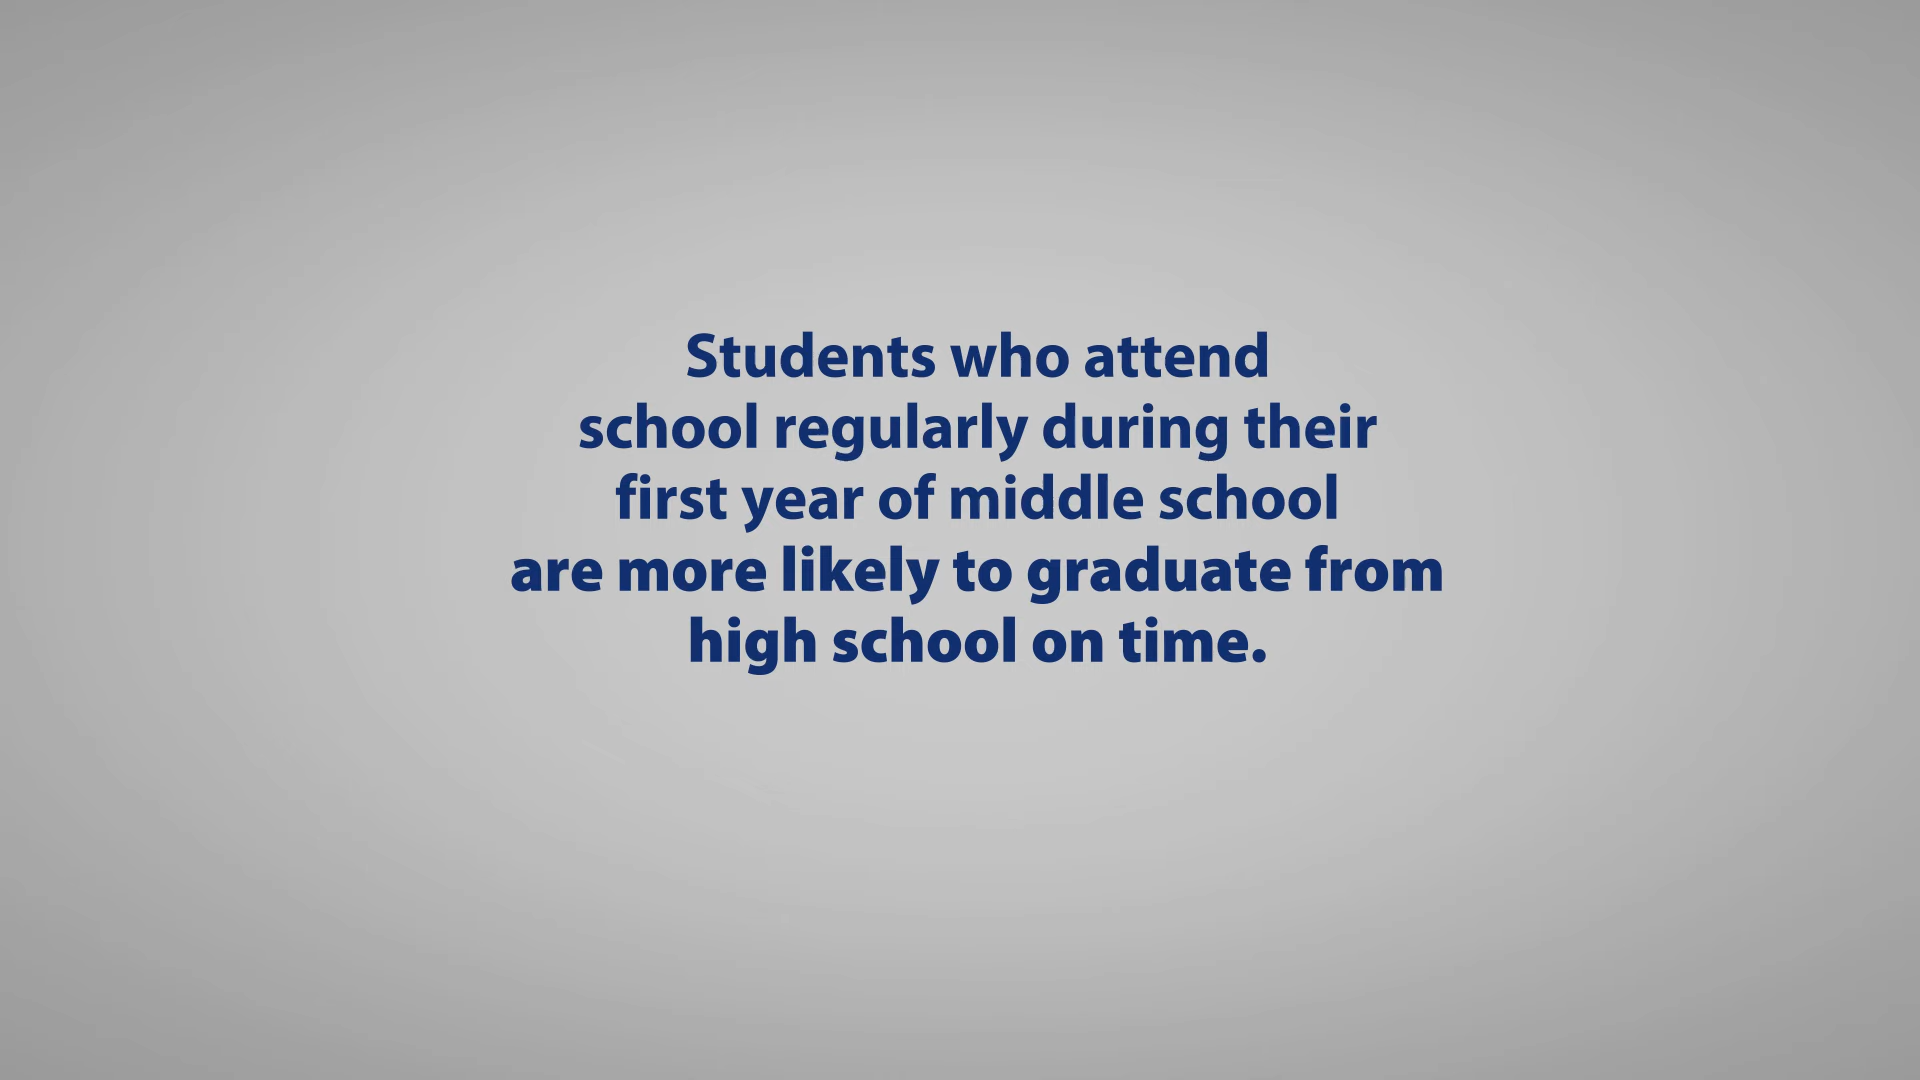 Students who attend
school regularly during their
first year of middle school
are more likely to graduate from
high school on time.